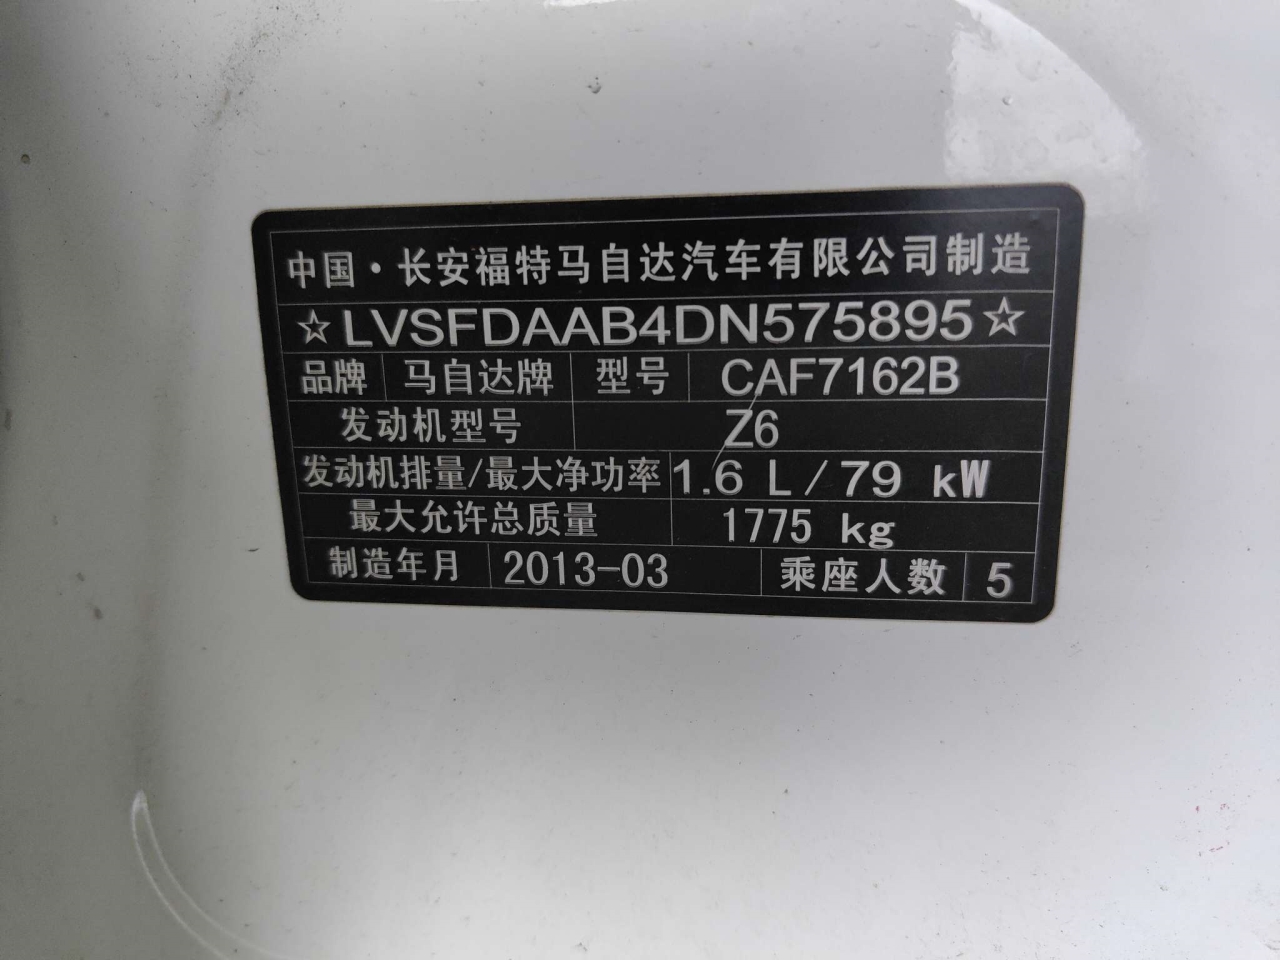 中国·长安福特马自达汽车有限公司制造
☆LVSFDAAB4DN575895☆
品牌 马自达牌 型号 CAF7162B
发动机型号 Z6
发动机排量/最大净功率 1.6 L/79 kW
最大允许总质量 1775 kg
制造年月 2013-03 乘座人数 5